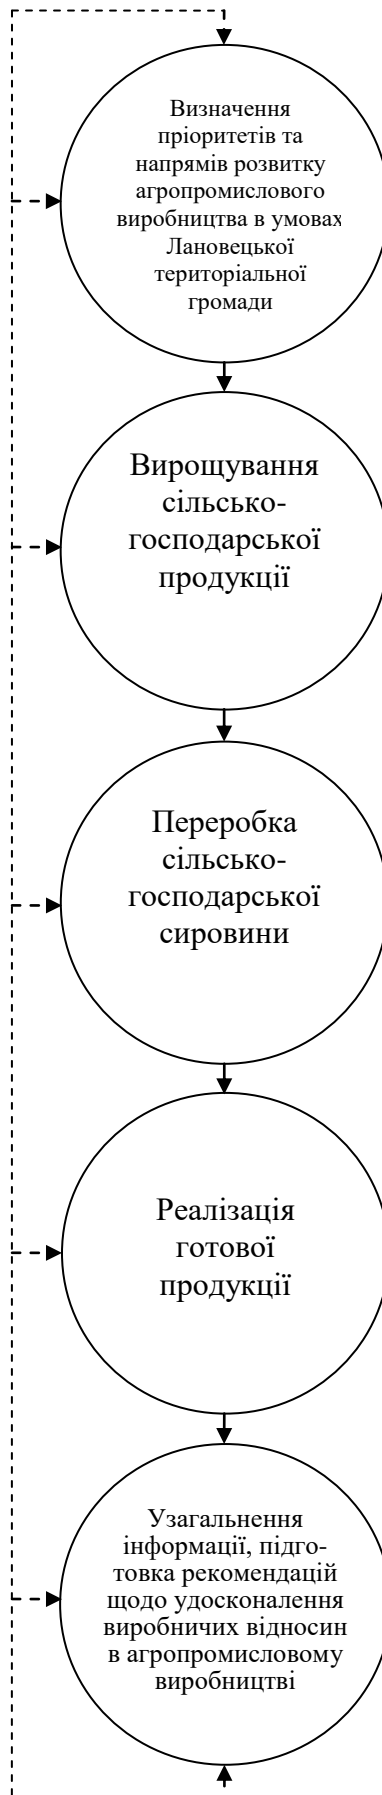 Визначення
пріоритетів та
напрямів розвитку
агропромислового
виробництва в умовах
Лановецької
територіальної
громади
Вирощування
сільсько-
господарської
продукції
Переробка
сільсько-
господарської
сировини
Реалізація
готової
продукції
Узагальнення
інформації, підго-
товка рекомендацій
щодо удосконалення
виробничих відносин
в агропромисловому
виробництві